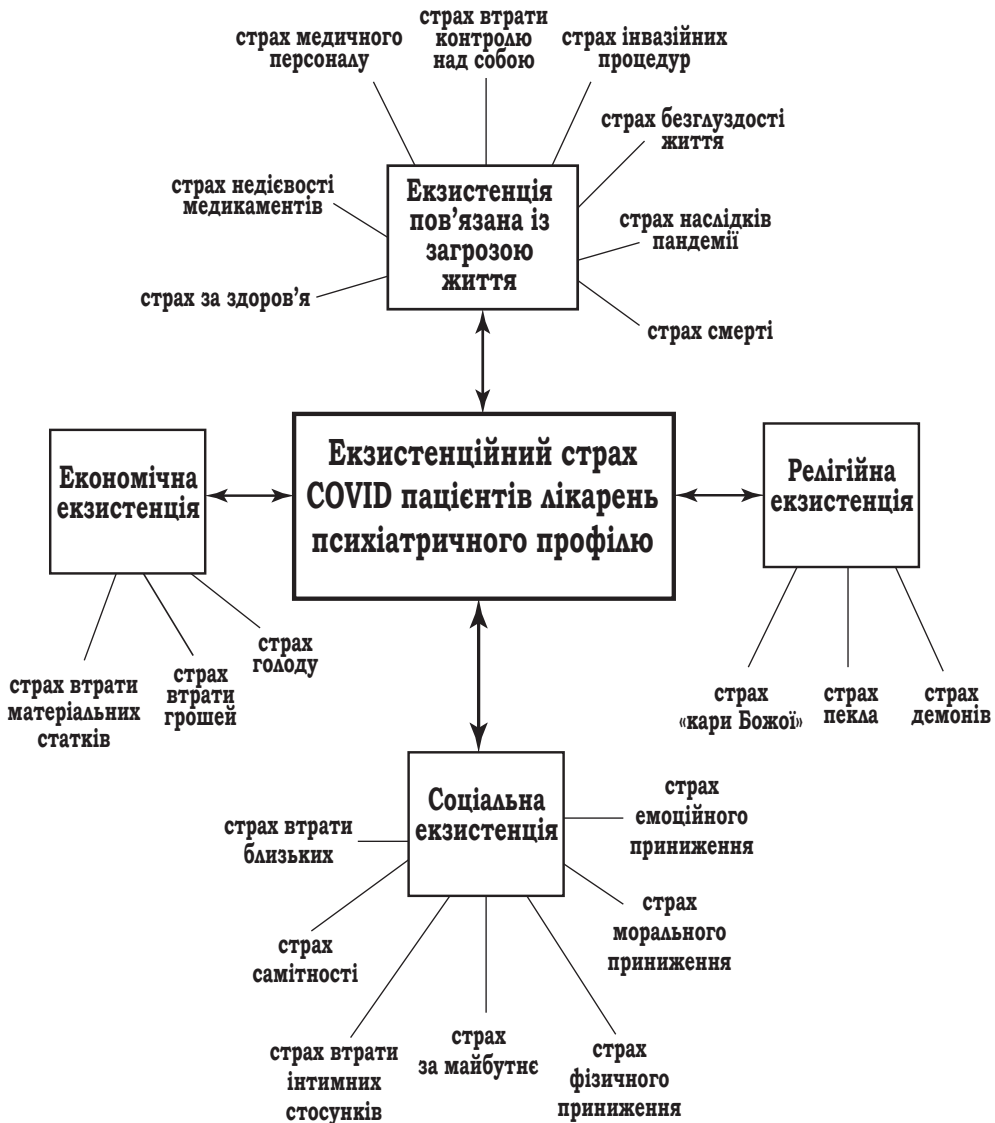 страх втрати
контролю
над собою
страх медичного
персоналу
страх інвазійних
процедур
страх безглуздості
життя
страх недієвості
медикаментів
Екзистенція
пов’язана із
загрозою
життя
страх наслідків
пандемії
страх за здоров’я
страх смерті
Екзистенційний страх
COVID пацієнтів лікарень
психіатричного профілю
Економічна
екзистенція
Релігійна
екзистенція
страх втрати
матеріальних
статків
страх
втрати
грошей
страх
голоду
страх
«кари Божої»
страх
пекла
страх
демонів
Соціальна
екзистенція
страх втрати
близьких
страх
емоційного
приниження
страх
самітності
страх
морального
приниження
страх втрати
інтимних
стосунків
страх
за майбутнє
страх
фізичного
приниження